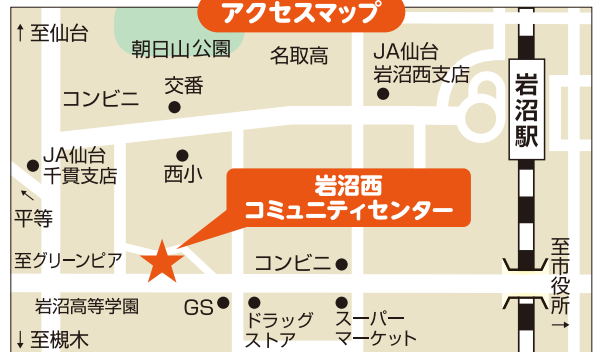 アクセスマップ
↑至仙台
朝日山公園
名取高
JA仙台
岩沼西支店
交番
コンビニ
岩沼駅
JA仙台
千貫支店
西小
岩沼西
コミュニティセンター
↖
平等
至グリーンピア
コンビニ
至市役所→
岩沼高等学園
GS
ドラッグ
ストア
スーパー
マーケット
↓至槻木